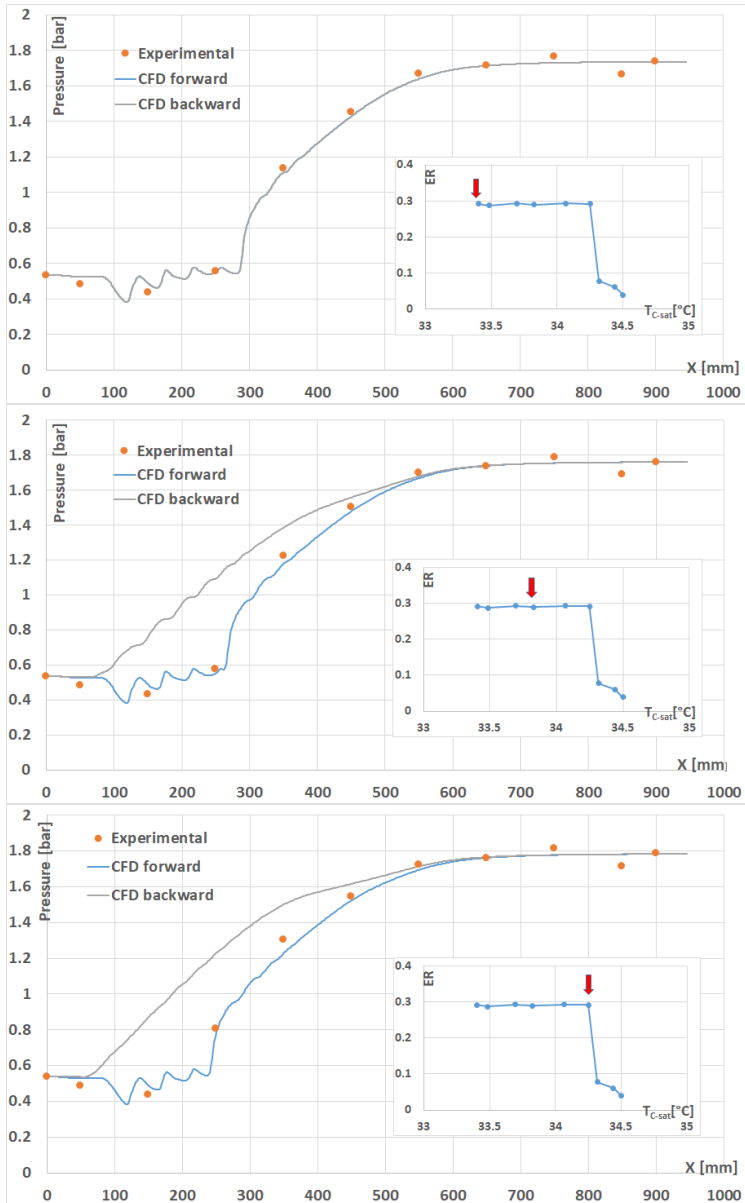 2
1.8
1.6
1.4
1.2
1
0.8
0.6
0.4
0.2
0
Pressure [bar]
Experimental
CFD forward
CFD backward
0.4
0.3
0.2
0.1
0
ER
33 33.5 34 34.5 35
T_C-sat [°C]
X [mm]
0 100 200 300 400 500 600 700 800 900 1000
2
1.8
1.6
1.4
1.2
1
0.8
0.6
0.4
0.2
0
Pressure [bar]
Experimental
CFD forward
CFD backward
0.4
0.3
0.2
0.1
0
ER
T_C-sat[°C]
33 33.5 34 34.5 35
X [mm]
0 100 200 300 400 500 600 700 800 900 1000
2
1.8
1.6
1.4
1.2
1
0.8
0.6
0.4
0.2
0
Pressure [bar]
Experimental
CFD forward
CFD backward
0.4
0.3
0.2
0.1
0
ER
T_C-sat[°C]
33 33.5 34 34.5 35
X [mm]
0 100 200 300 400 500 600 700 800 900 1000